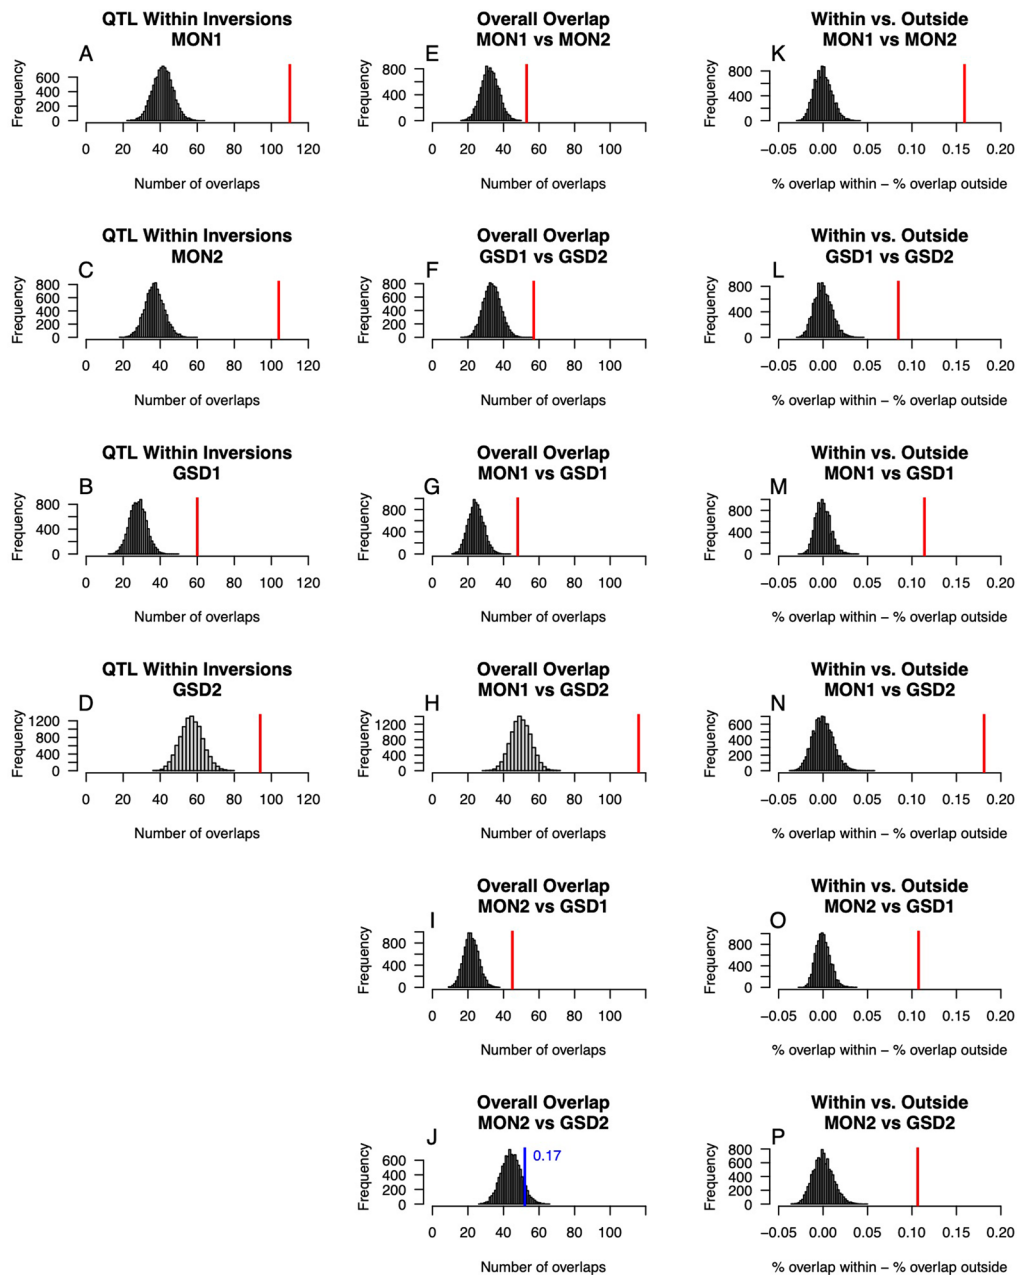 QTL Within Inversions
MON1
A
Frequency
600
400
200
0
0 20 40 60 80 100 120
Number of overlaps
Overall Overlap
MON1 vs MON2
E
Frequency
800
400
0
0 20 40 60 80 100
Number of overlaps
Within vs. Outside
MON1 vs MON2
K
Frequency
800
400
0
−0.05 0.00 0.05 0.10 0.15 0.20
% overlap within − % overlap outside
QTL Within Inversions
MON2
C
Frequency
800
600
400
200
0
0 20 40 60 80 100 120
Number of overlaps
Overall Overlap
GSD1 vs GSD2
F
Frequency
800
600
400
200
0
0 20 40 60 80 100
Number of overlaps
Within vs. Outside
GSD1 vs GSD2
L
Frequency
800
400
0
−0.05 0.00 0.05 0.10 0.15 0.20
% overlap within − % overlap outside
QTL Within Inversions
GSD1
B
Frequency
800
400
0
0 20 40 60 80 100 120
Number of overlaps
Overall Overlap
MON1 vs GSD1
G
Frequency
800
400
0
0 20 40 60 80 100
Number of overlaps
Within vs. Outside
MON1 vs GSD1
M
Frequency
800
400
0
−0.05 0.00 0.05 0.10 0.15 0.20
% overlap within − % overlap outside
QTL Within Inversions
GSD2
D
Frequency
1200
800
400
0
0 20 40 60 80 100 120
Number of overlaps
Overall Overlap
MON1 vs GSD2
H
Frequency
1200
800
400
0
0 20 40 60 80 100
Number of overlaps
Within vs. Outside
MON1 vs GSD2
N
Frequency
600
400
200
0
−0.05 0.00 0.05 0.10 0.15 0.20
% overlap within − % overlap outside
Overall Overlap
MON2 vs GSD1
I
Frequency
800
400
0
0 20 40 60 80 100
Number of overlaps
Within vs. Outside
MON2 vs GSD1
O
Frequency
800
400
0
−0.05 0.00 0.05 0.10 0.15 0.20
% overlap within − % overlap outside
Overall Overlap
MON2 vs GSD2
J
0.17
Frequency
600
400
200
0
0 20 40 60 80 100
Number of overlaps
Within vs. Outside
MON2 vs GSD2
P
Frequency
800
600
400
200
0
−0.05 0.00 0.05 0.10 0.15 0.20
% overlap within − % overlap outside